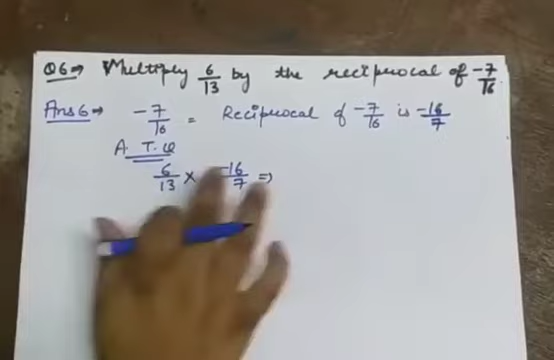 Q6⇒ Multiply 6/13 by the reciprocal of -7/16.
Ans6⇒ -7/16 = Reciprocal of -7/16 is -16/7
A.T.Q
6/13 × -16/7 ⇒